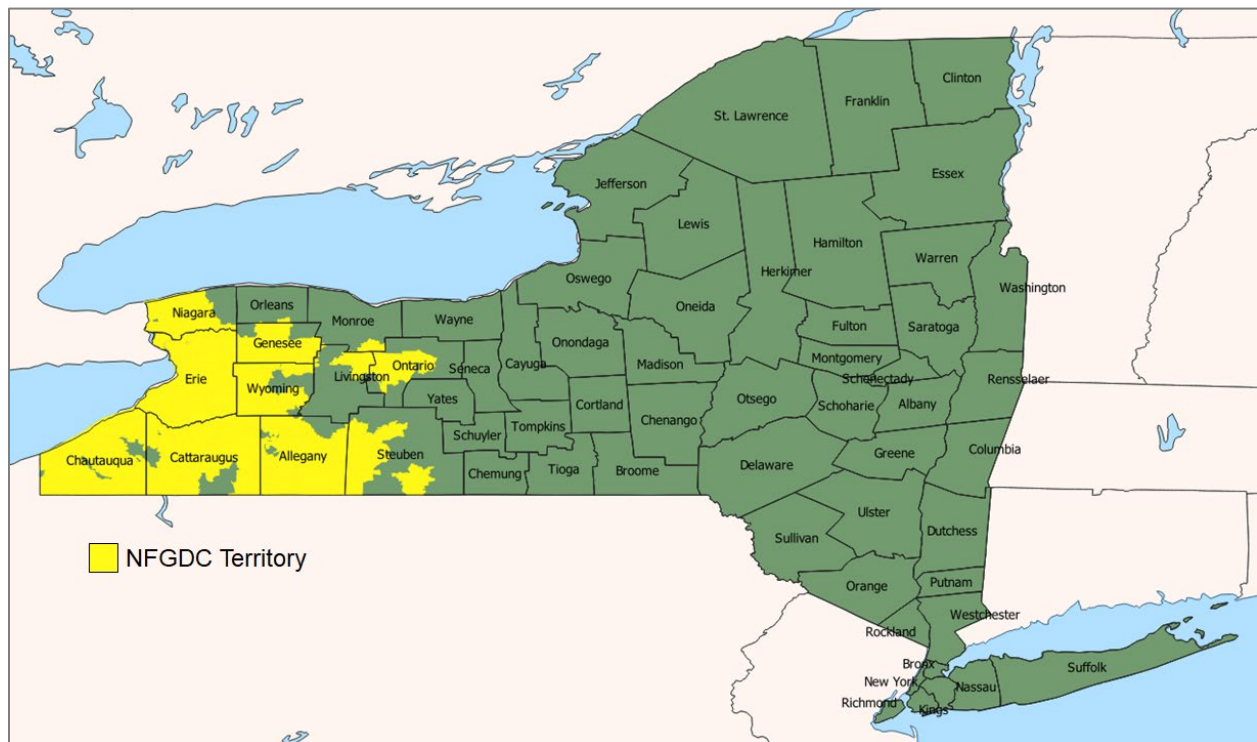 Clinton
Franklin
St. Lawrence
Essex
Jefferson
Lewis
Hamilton
Warren
Herkimer
Oswego
Washington
Oneida
Niagara
Orleans
Monroe
Wayne
Fulton
Saratoga
Genesee
Onondaga
Madison
Montgomery
Erie
Wyoming
Livingston
Ontario
Seneca
Cayuga
Schenectady
Rensselaer
Yates
Cortland
Chenango
Otsego
Schoharie
Albany
Chautauqua
Cattaraugus
Allegany
Steuben
Schuyler
Tompkins
Greene
Columbia
Chemung
Tioga
Broome
Delaware
Ulster
Dutchess
Sullivan
NFGDC Territory
Orange
Putnam
Westchester
Rockland
Bronx
Suffolk
New York
Nassau
Richmond
Kings